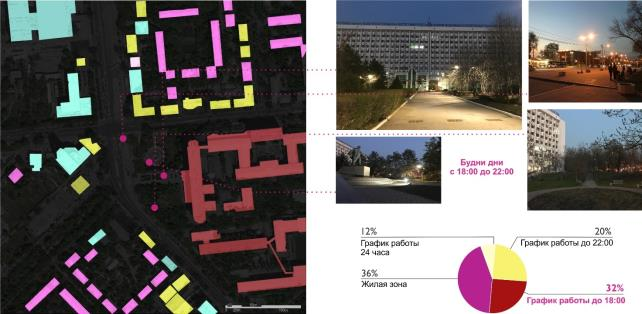 Будни дни
с 18:00 до 22:00
12%
График работы
24 часа
20%
График работы до 22:00
36%
Жилая зона
32%
График работы до 18:00